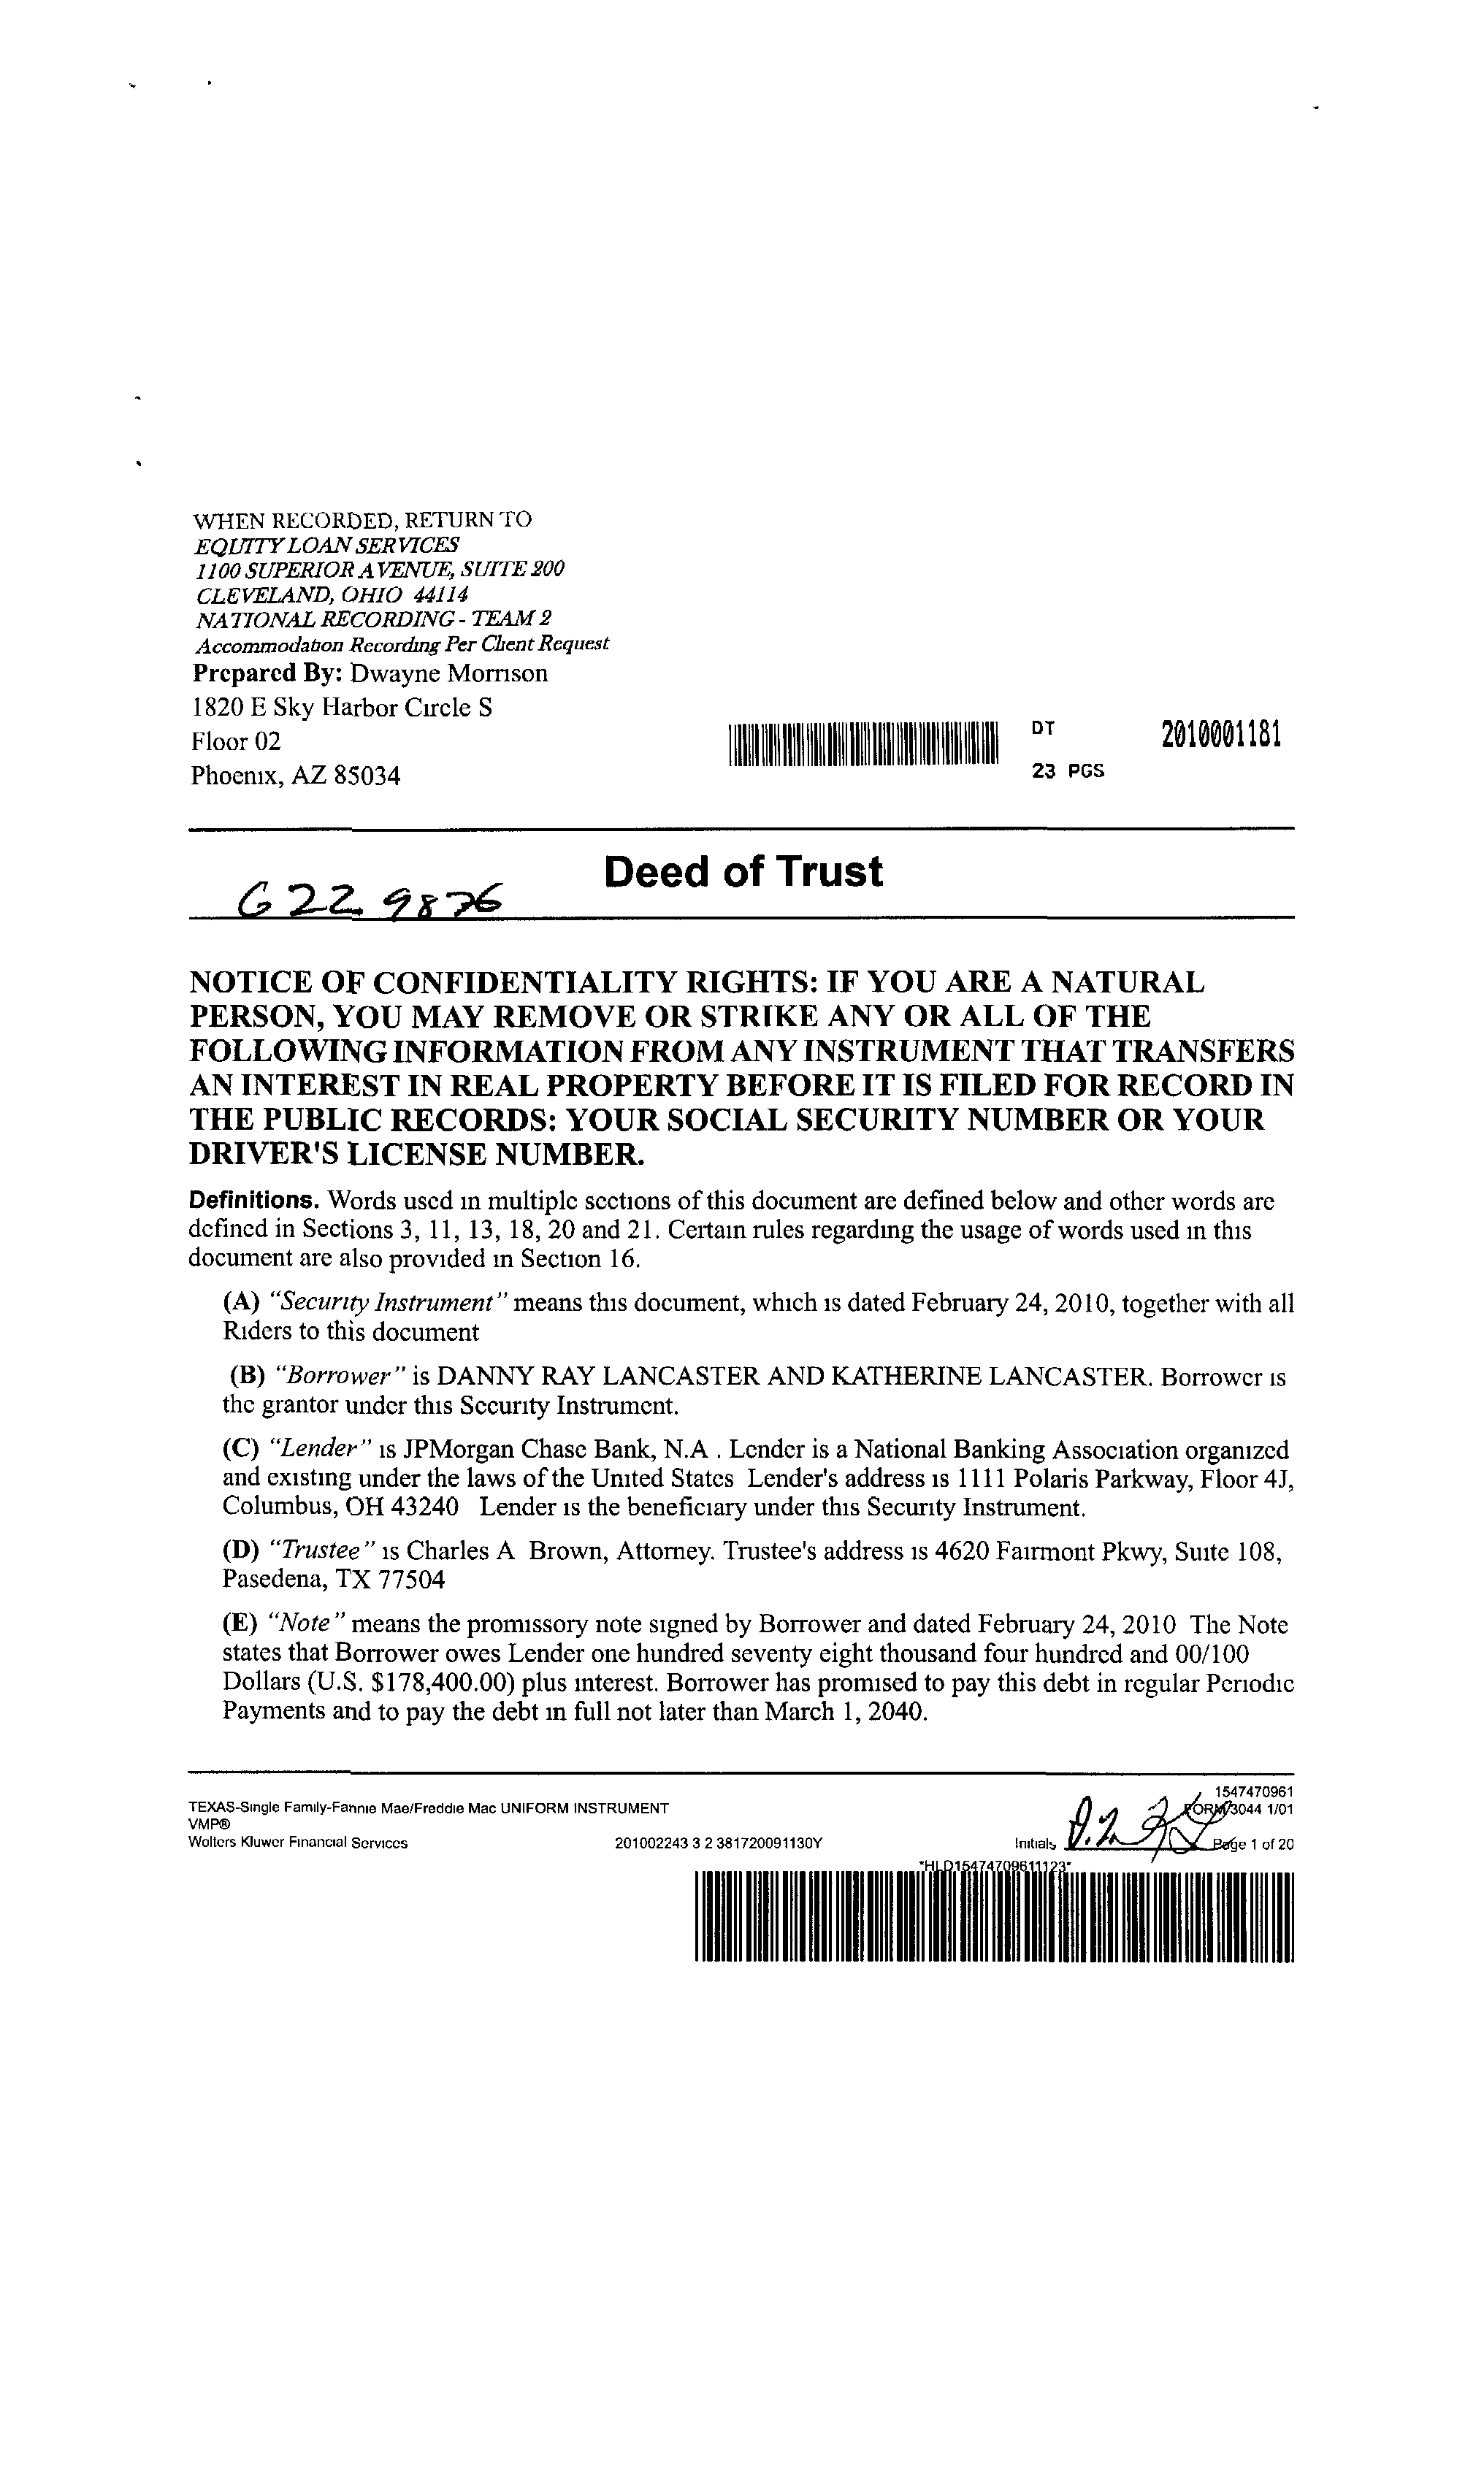 WHEN RECORDED, RETURN TO
EQUITY LOAN SERVICES
1100 SUPERIOR AVENUE, SUITE 200
CLEVELAND, OHIO 44114
NATIONAL RECORDING - TEAM 2
Accommodation Recording Per Client Request
Prepared By: Dwayne Morrison
1820 E Sky Harbor Circle S
Floor 02
Phoenix, AZ 85034
DT 2010001181
23 PGS
Deed of Trust
6229876
NOTICE OF CONFIDENTIALITY RIGHTS: IF YOU ARE A NATURAL
PERSON, YOU MAY REMOVE OR STRIKE ANY OR ALL OF THE
FOLLOWING INFORMATION FROM ANY INSTRUMENT THAT TRANSFERS
AN INTEREST IN REAL PROPERTY BEFORE IT IS FILED FOR RECORD IN
THE PUBLIC RECORDS: YOUR SOCIAL SECURITY NUMBER OR YOUR
DRIVER'S LICENSE NUMBER.
Definitions. Words used in multiple sections of this document are defined below and other words are
defined in Sections 3, 11, 13, 18, 20 and 21. Certain rules regarding the usage of words used in this
document are also provided in Section 16.
(A) "Security Instrument" means this document, which is dated February 24, 2010, together with all
Riders to this document
(B) "Borrower" is DANNY RAY LANCASTER AND KATHERINE LANCASTER. Borrower is
the grantor under this Security Instrument.
(C) "Lender" is JPMorgan Chase Bank, N.A . Lender is a National Banking Association organized
and existing under the laws of the United States Lender's address is 1111 Polaris Parkway, Floor 4J,
Columbus, OH 43240 Lender is the beneficiary under this Security Instrument.
(D) "Trustee" is Charles A Brown, Attorney. Trustee's address is 4620 Fairmont Pkwy, Suite 108,
Pasedena, TX 77504
(E) "Note" means the promissory note signed by Borrower and dated February 24, 2010 The Note
states that Borrower owes Lender one hundred seventy eight thousand four hundred and 00/100
Dollars (U.S. $178,400.00) plus interest. Borrower has promised to pay this debt in regular Periodic
Payments and to pay the debt in full not later than March 1, 2040.
1547470961
TEXAS-Single Family-Fannie Mae/Freddie Mac UNIFORM INSTRUMENT FORM 3044 1/01
VMP®
Wolters Kluwer Financial Services 201002243 3 2 381720091130Y Initials Page 1 of 20
*HLD15474709611123*